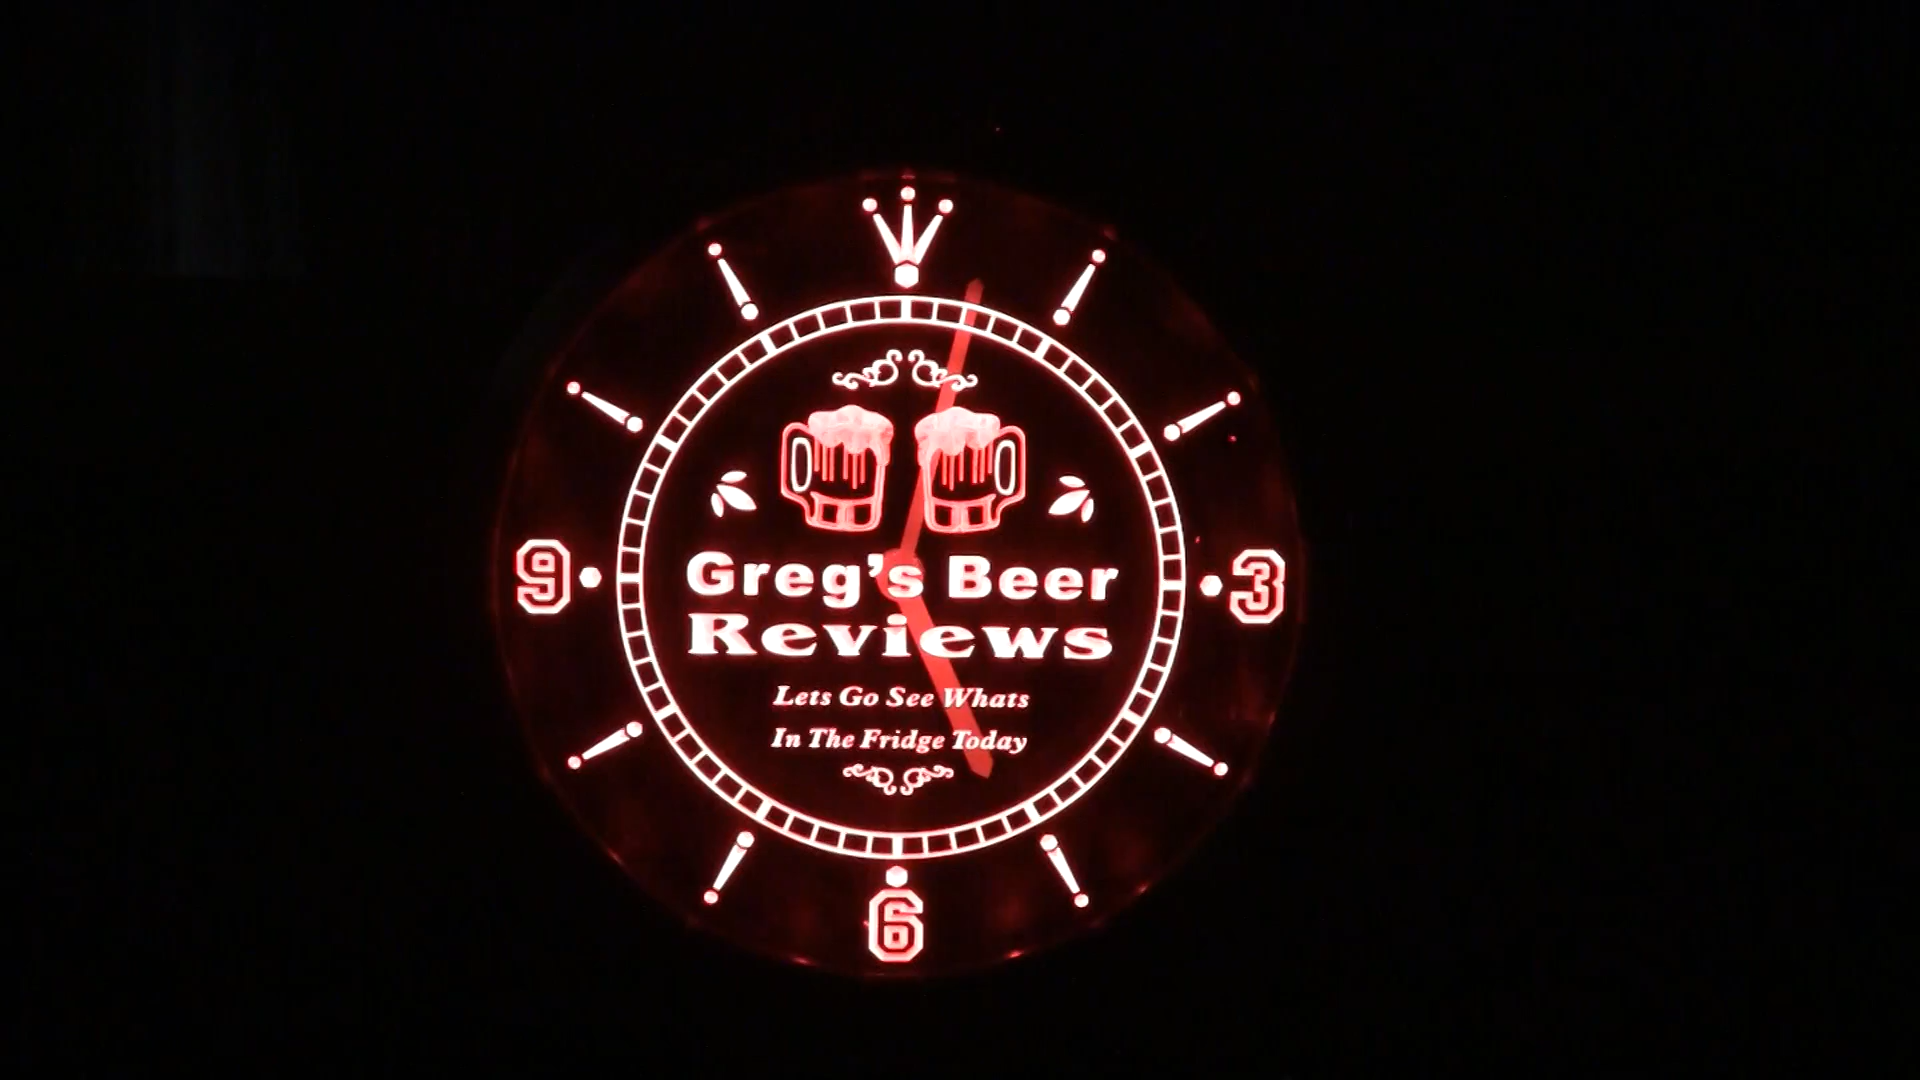 Greg's Beer
Reviews
Lets Go See Whats
In The Fridge Today
9
3
6